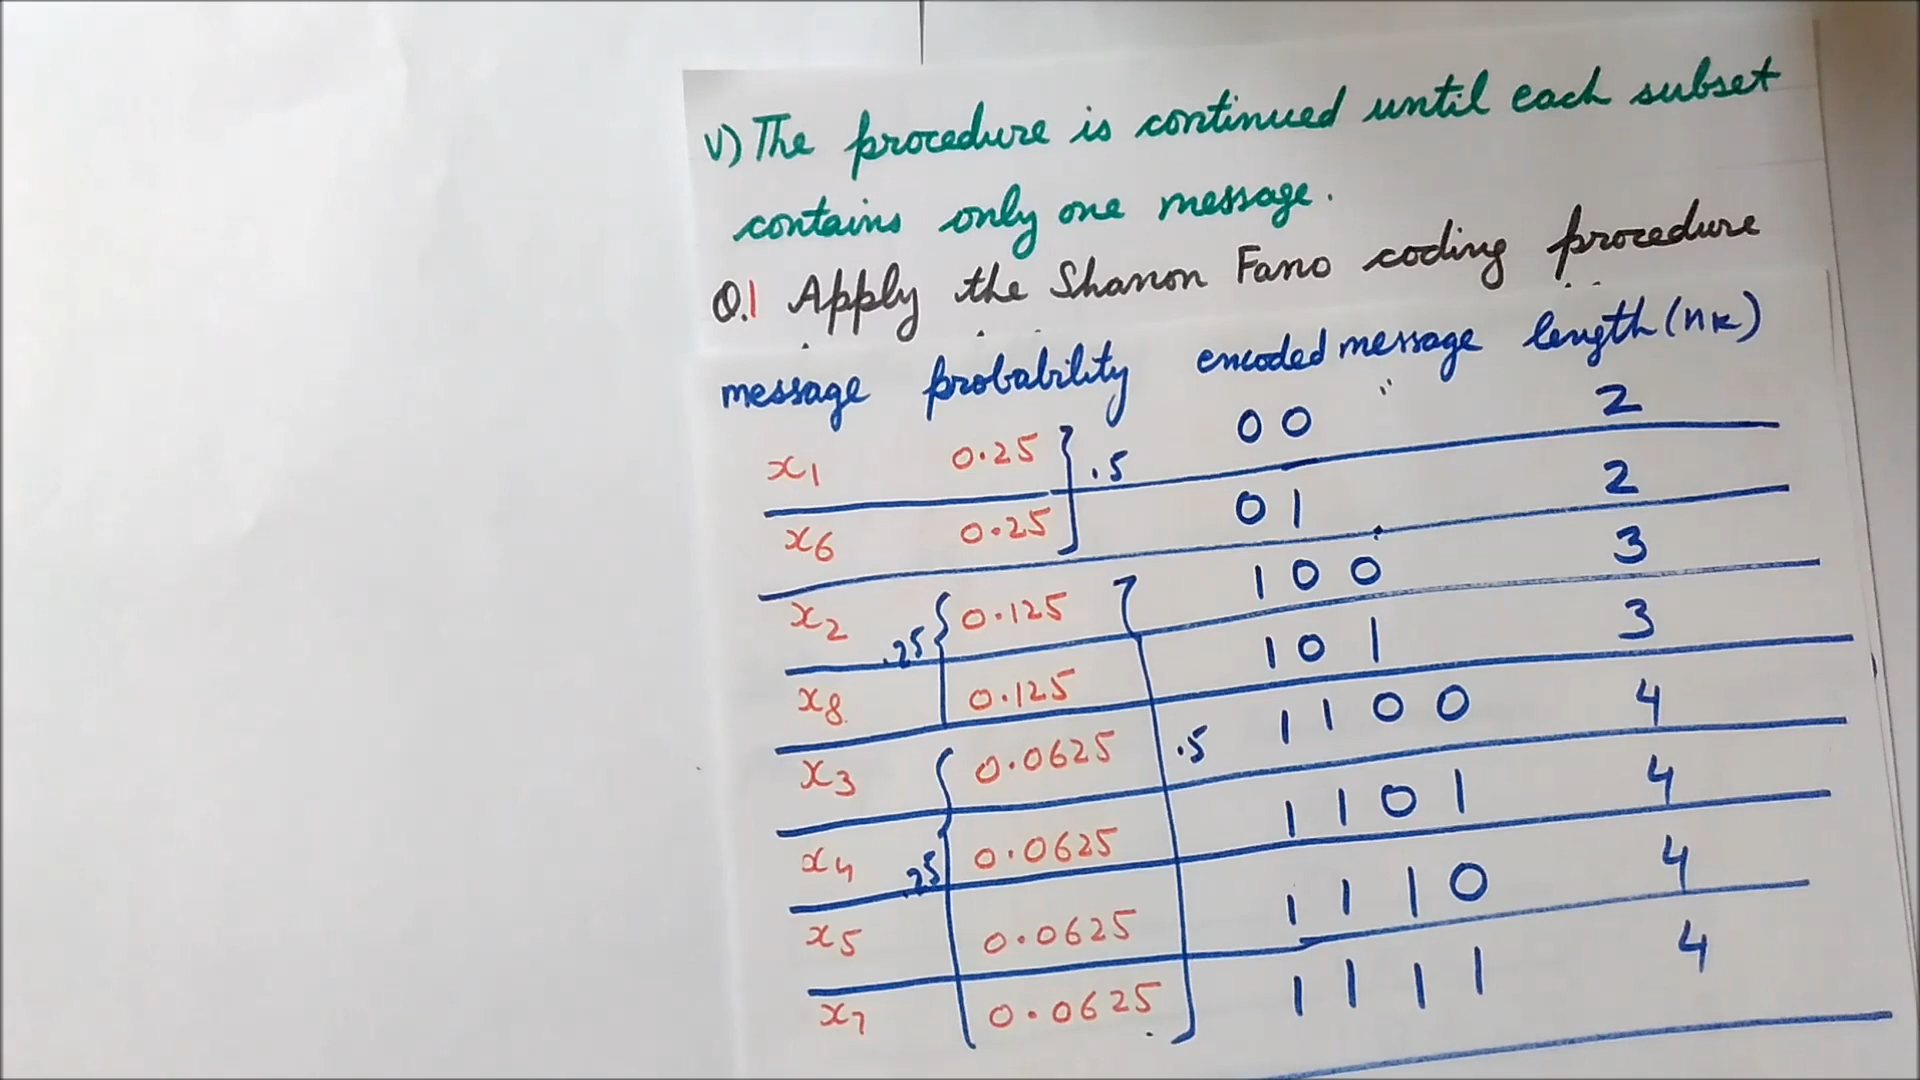 V) The procedure is continued until each subset
contains only one message.
Q.1 Apply the Shanon Fano coding procedure
message probability encoded message length (nk)
x1 0.25 .5 00 2
x6 0.25 01 2
x2 0.125 100 3
.25
x8 0.125 101 3
x3 0.0625 .5 1100 4
x4 0.0625 1101 4
.25
x5 0.0625 1110 4
x7 0.0625 1111 4